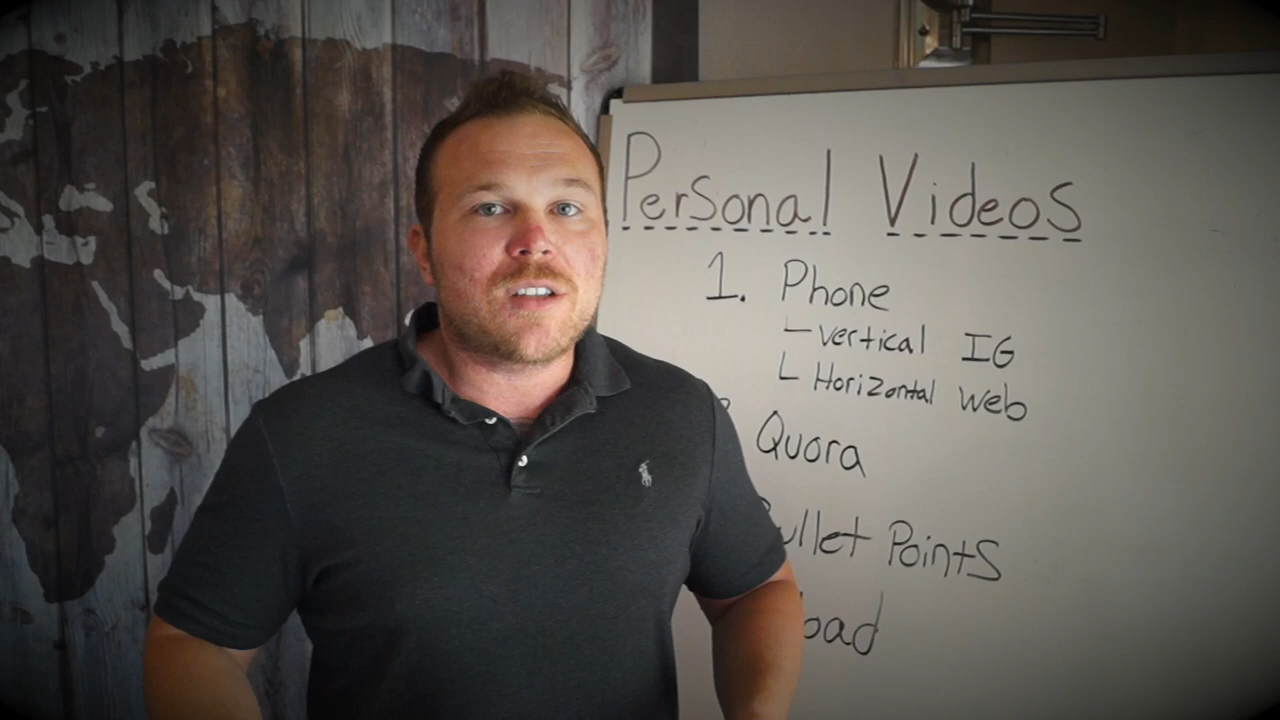 Personal Videos
1. Phone
vertical IG
Horizontal Web
Quora
Points